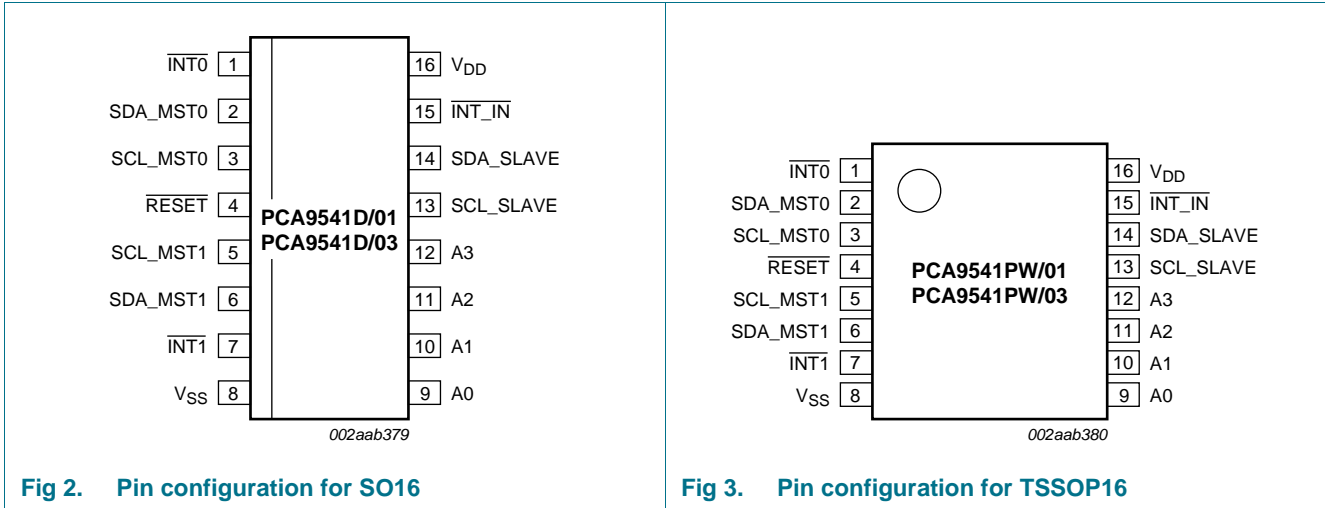 INT0 1 16 VDD
SDA_MST0 2 15 INT_IN
SCL_MST0 3 14 SDA_SLAVE
RESET 4 13 SCL_SLAVE
PCA9541D/01
PCA9541D/03
SCL_MST1 5 12 A3
SDA_MST1 6 11 A2
INT1 7 10 A1
VSS 8 9 A0
002aab379
Fig 2. Pin configuration for SO16
INT0 1 16 VDD
SDA_MST0 2 15 INT_IN
SCL_MST0 3 14 SDA_SLAVE
RESET 4 13 SCL_SLAVE
PCA9541PW/01
PCA9541PW/03
SCL_MST1 5 12 A3
SDA_MST1 6 11 A2
INT1 7 10 A1
VSS 8 9 A0
002aab380
Fig 3. Pin configuration for TSSOP16